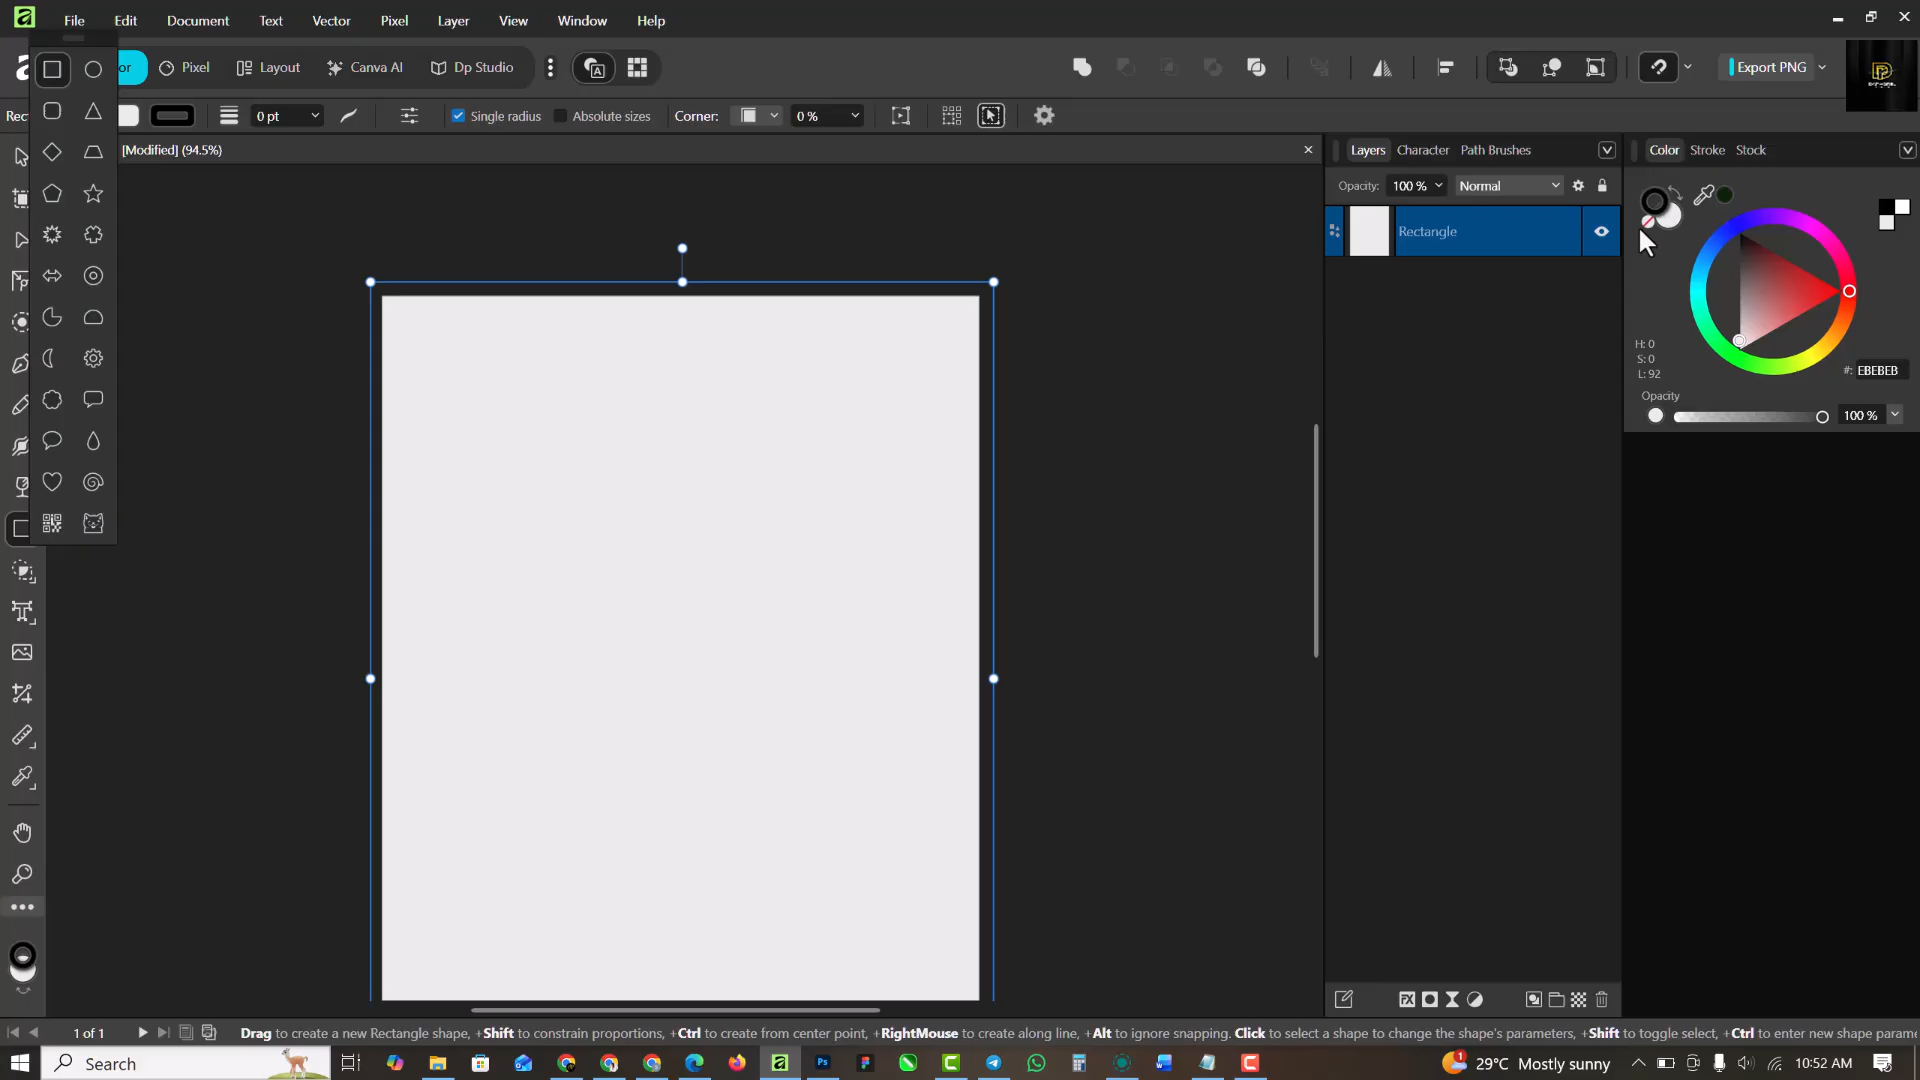 File Edit Document Text Vector Pixel Layer View Window Help
or Pixel Layout Canva AI Dp Studio Export PNG
Rect 0 pt Single radius Absolute sizes Corner: 0 %
[Modified] (94.5%)
Layers Character Path Brushes
Color Stroke Stock
Opacity: 100 % Normal
Rectangle
H: 0
S: 0
L: 92
#: EBEBEB
Opacity
100 %
1 of 1 Drag to create a new Rectangle shape, +Shift to constrain proportions, +Ctrl to create from center point, +RightMouse to create along line, +Alt to ignore snapping. Click to select a shape to change the shape's parameters, +Shift to toggle select, +Ctrl to enter new shape parame
Search 1 29°C Mostly sunny 10:52 AM